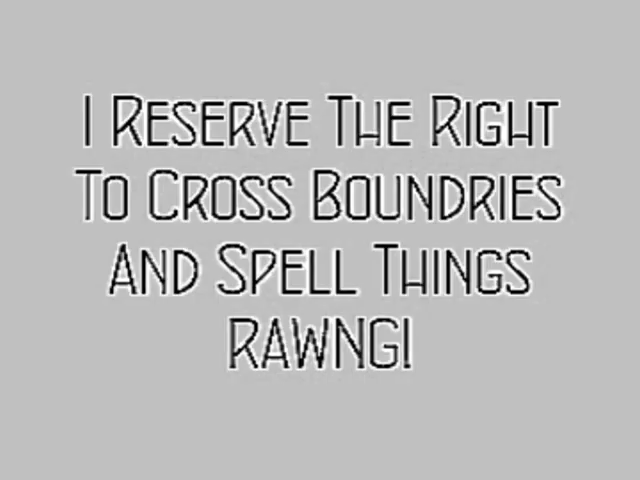 I Reserve The Right
To Cross Boundries
And Spell Things
RAWNG!